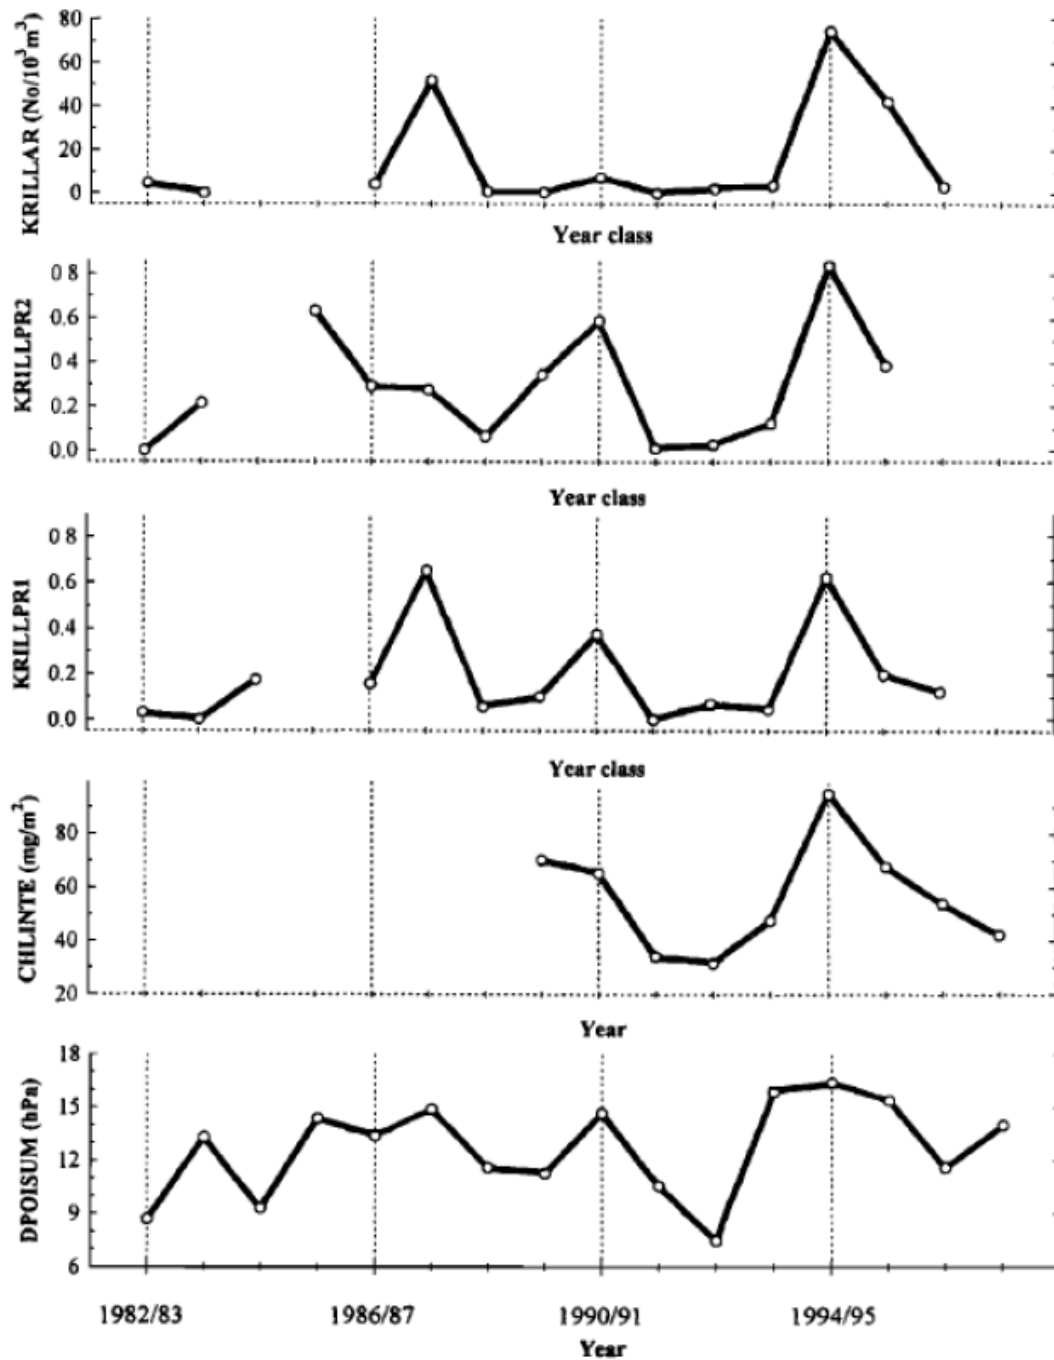 KRILLAR (No/10³m³)
80
60
40
20
0
Year class
KRILLPR2
0 8
0.6
0.4
0.2
0.0
Year class
KRILLPR1
0 8
0.6
0.4
0.2
0.0
Year class
CHLINTE (mg/m²)
80
60
40
20
Year
DPOISUM (hPa)
18
15
12
9
6
1982/83 1986/87 1990/91 1994/95
Year